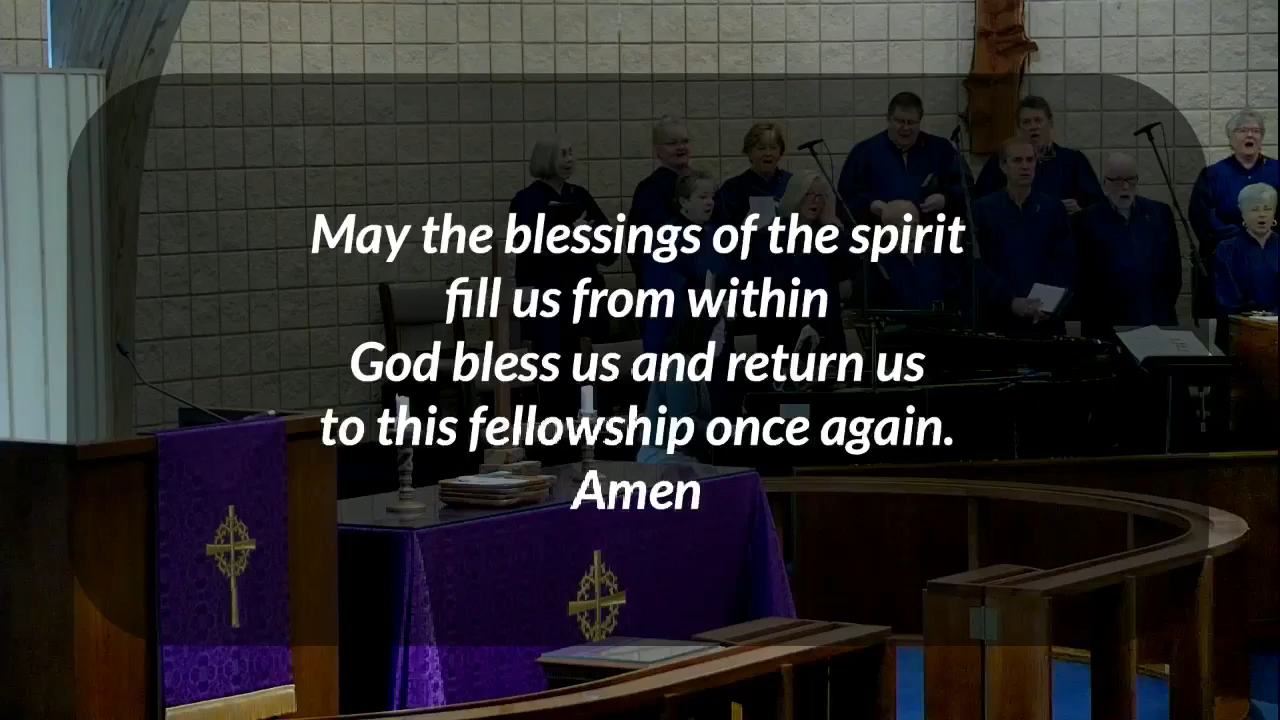 May the blessings of the spirit
fill us from within
God bless us and return us
to this fellowship once again.
Amen